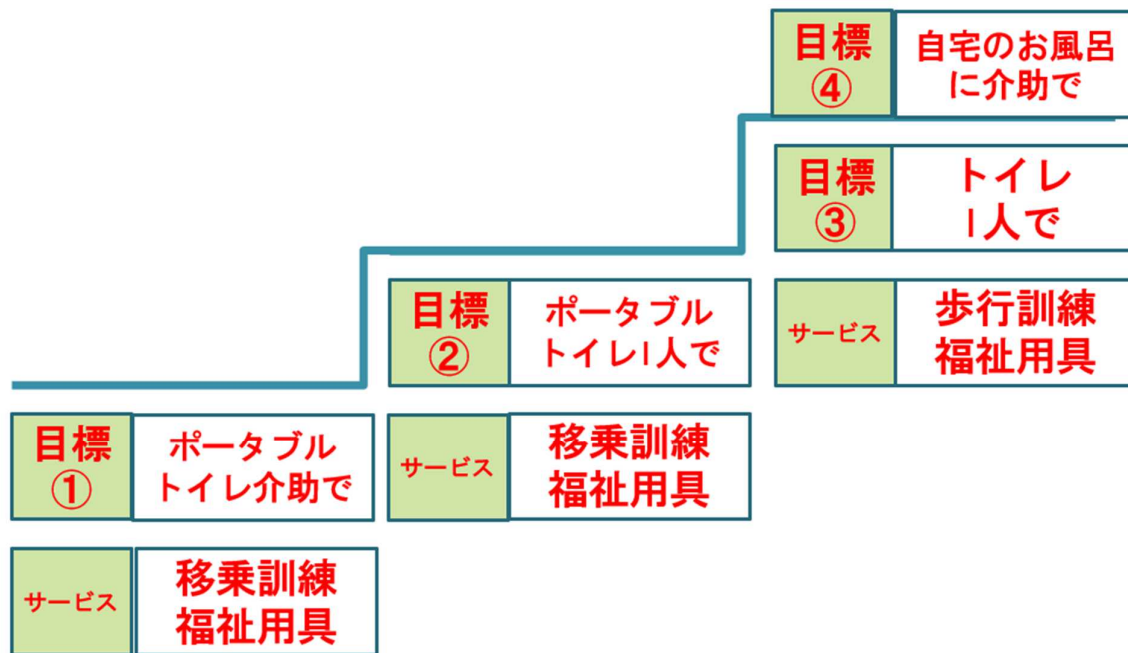 目標
④
自宅のお風呂
に介助で
目標
③
トイレ
1人で
サービス
歩行訓練
福祉用具
目標
②
ポータブル
トイレ1人で
サービス
移乗訓練
福祉用具
目標
①
ポータブル
トイレ介助で
サービス
移乗訓練
福祉用具